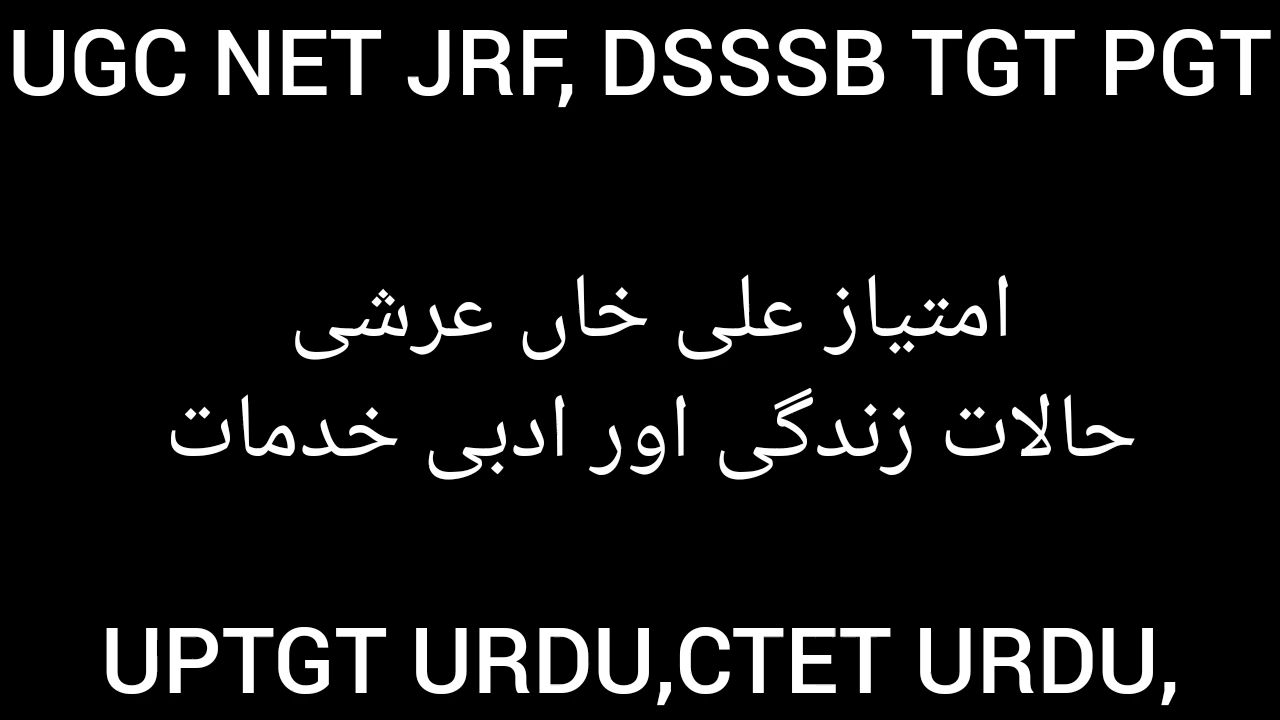 UGC NET JRF, DSSSB TGT PGT
امتیاز علی خاں عرشی
حالات زندگی اور ادبی خدمات
UPTGT URDU,CTET URDU,